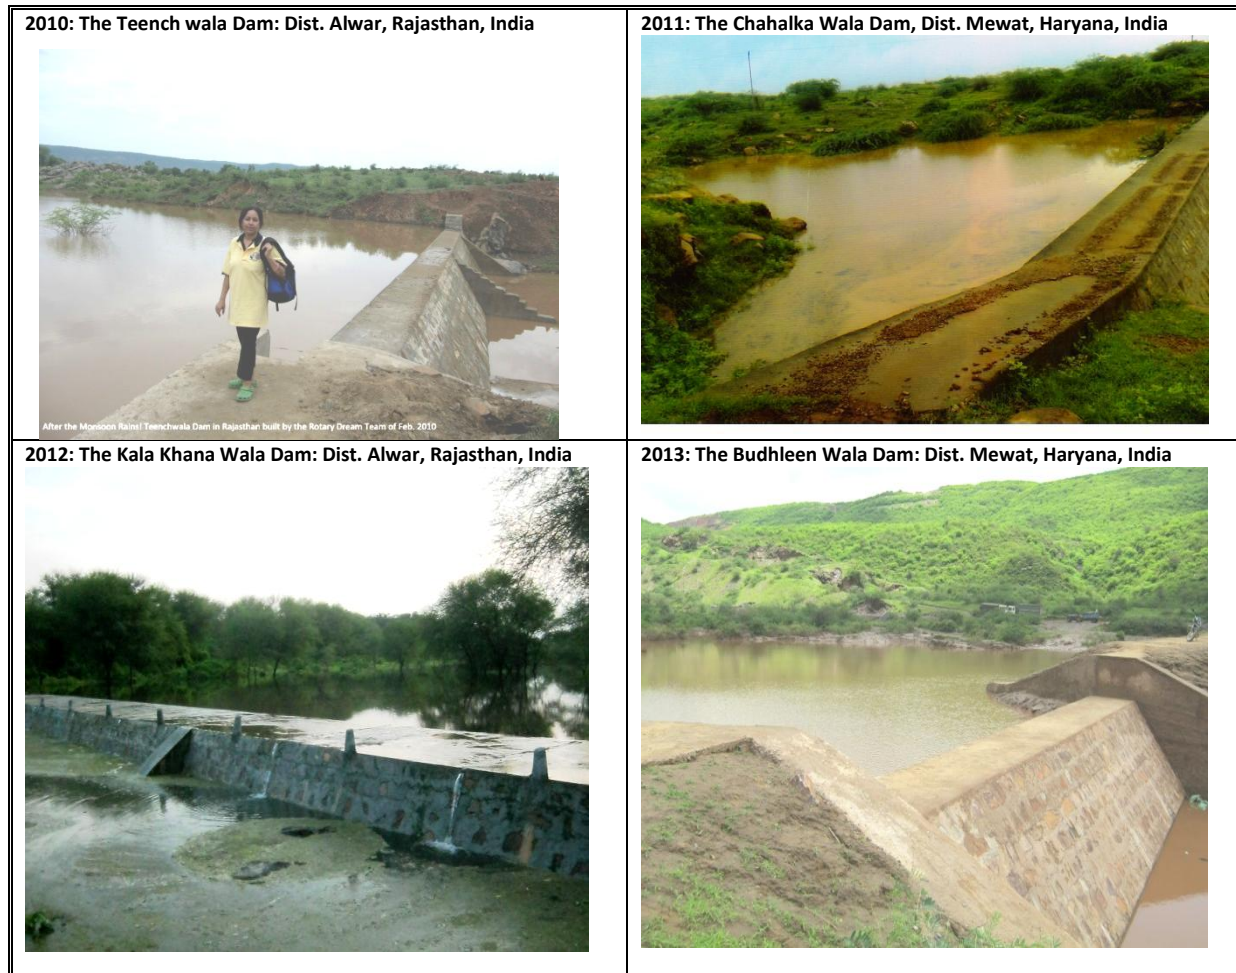 2010: The Teench wala Dam: Dist. Alwar, Rajasthan, India
2011: The Chahalka Wala Dam, Dist. Mewat, Haryana, India
After the Monsoon Rains! Teenchwala Dam in Rajasthan built by the Rotary Dream Team of Feb. 2010
2012: The Kala Khana Wala Dam: Dist. Alwar, Rajasthan, India
2013: The Budhleen Wala Dam: Dist. Mewat, Haryana, India